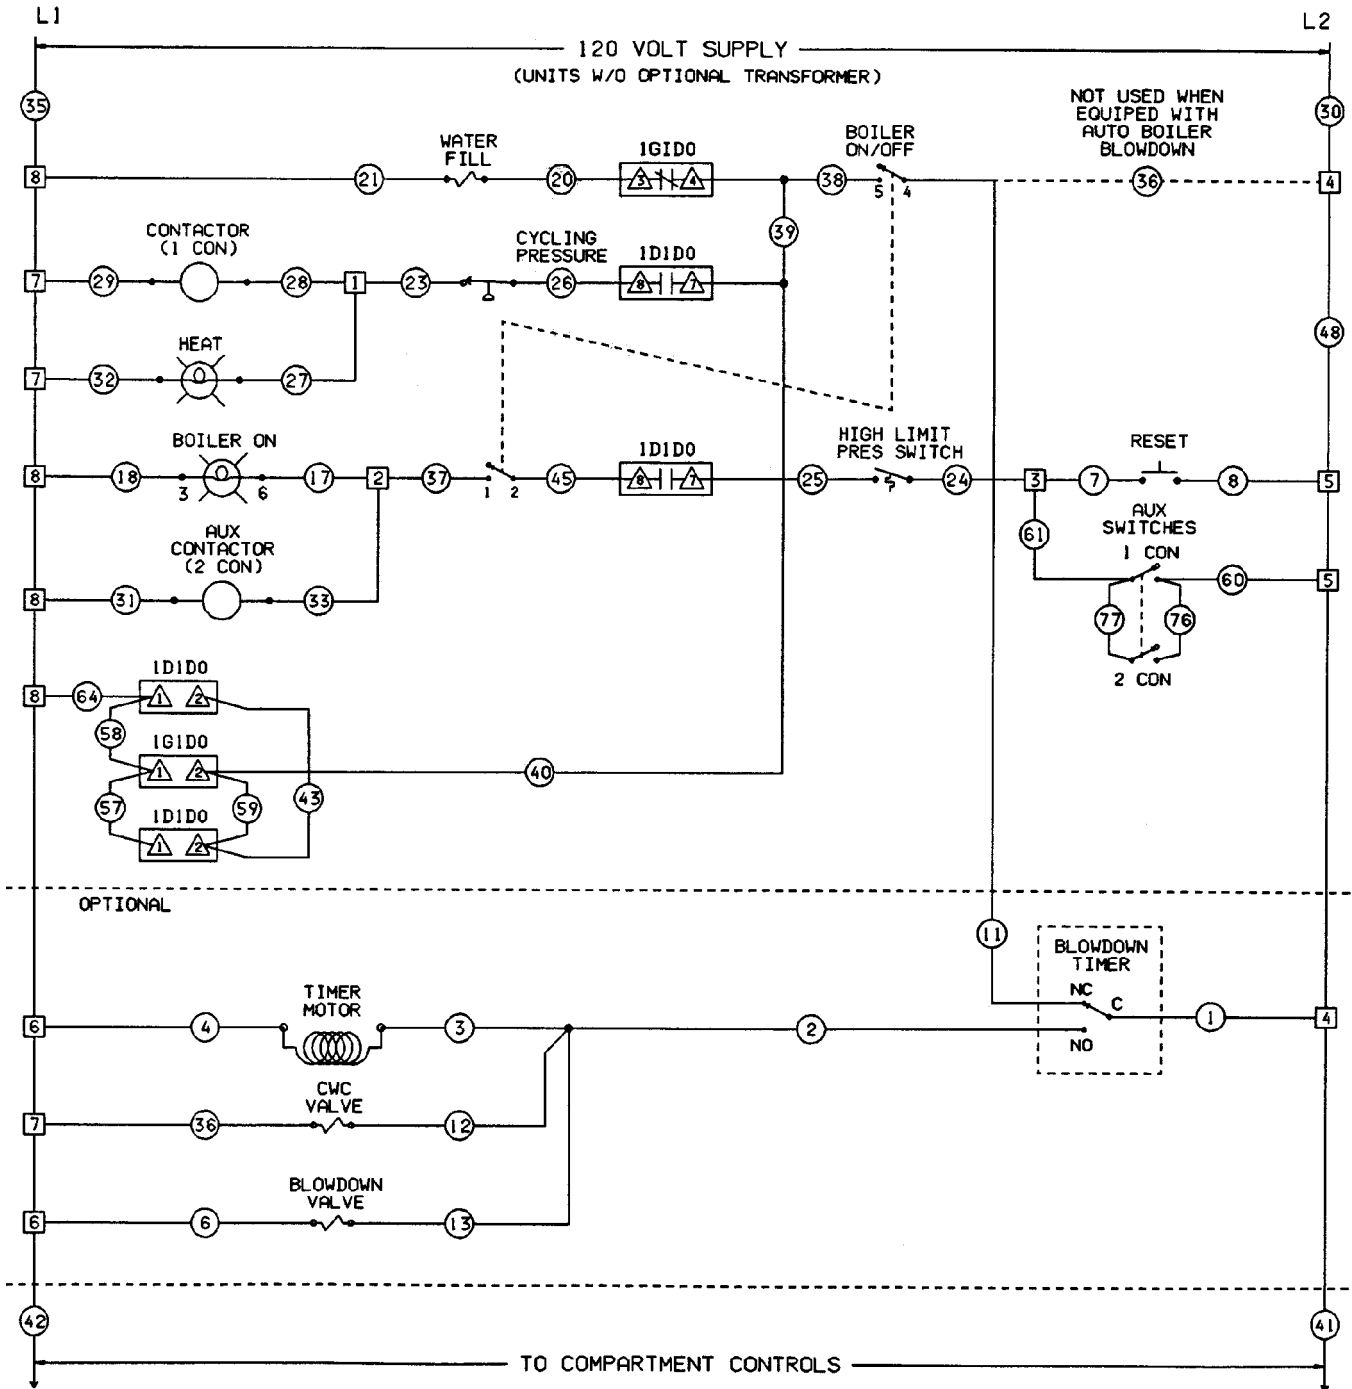 L1
L2
120 VOLT SUPPLY
(UNITS W/O OPTIONAL TRANSFORMER)
35
30
NOT USED WHEN
EQUIPED WITH
AUTO BOILER
BLOWDOWN
WATER
FILL
1G1D0
BOILER
ON/OFF
8
21
20
3
4
38
5
4
36
4
39
CONTACTOR
(1 CON)
CYCLING
PRESSURE
1D1D0
7
29
28
1
23
26
8
7
48
HEAT
7
32
27
BOILER ON
1D1D0
HIGH LIMIT
PRES SWITCH
RESET
8
18
3
6
17
2
37
1
2
45
8
7
25
24
3
7
8
5
AUX
CONTACTOR
(2 CON)
61
AUX
SWITCHES
1 CON
8
31
33
60
5
77
76
2 CON
1D1D0
8
64
1
2
58
1G1D0
1
2
40
57
59
43
1D1D0
1
2
OPTIONAL
11
BLOWDOWN
TIMER
TIMER
MOTOR
NC
C
6
4
3
2
NO
1
4
CWC
VALVE
7
36
12
BLOWDOWN
VALVE
6
6
13
42
41
TO COMPARTMENT CONTROLS